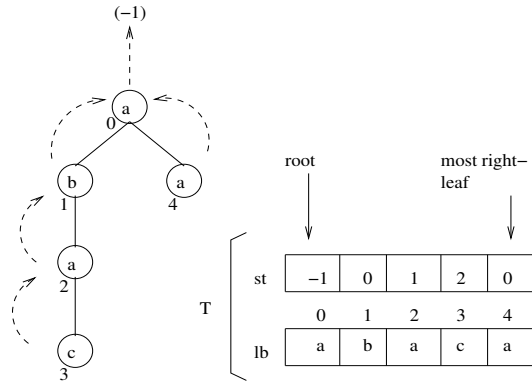 (−1)
a
0
b
1
a
4
a
2
c
3
root
most right−
leaf
T
st
−1 0 1 2 0
0 1 2 3 4
lb
a b a c a